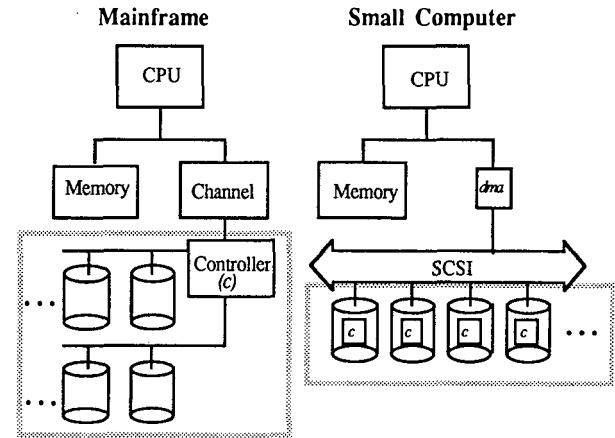 Mainframe
CPU
Memory
Channel
Controller
(c)
...
...
Small Computer
CPU
Memory
dma
SCSI
c
c
c
c
...